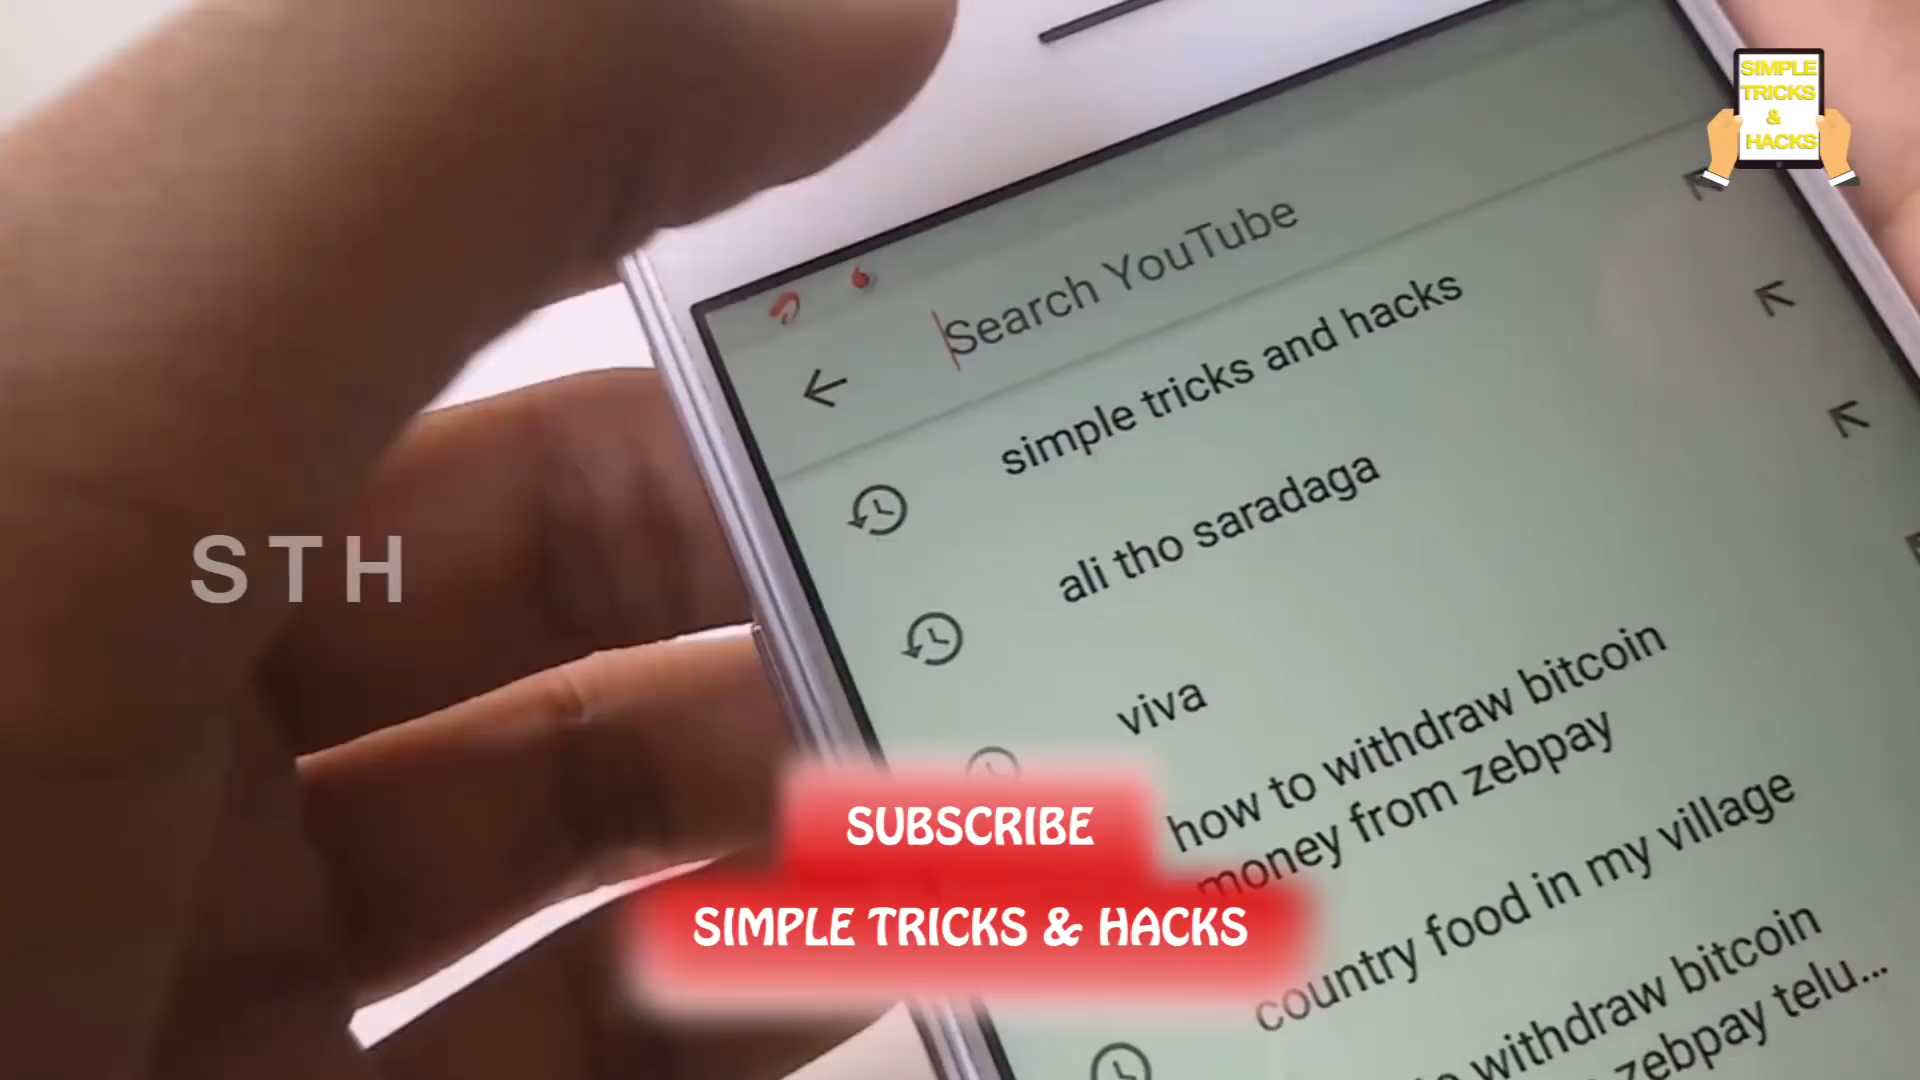 SIMPLE
TRICKS
&
HACKS
Search YouTube
simple tricks and hacks
ali tho saradaga
viva
how to withdraw bitcoin
money from zebpay
country food in my village
withdraw bitcoin
zebpay telu...
STH
SUBSCRIBE
SIMPLE TRICKS & HACKS